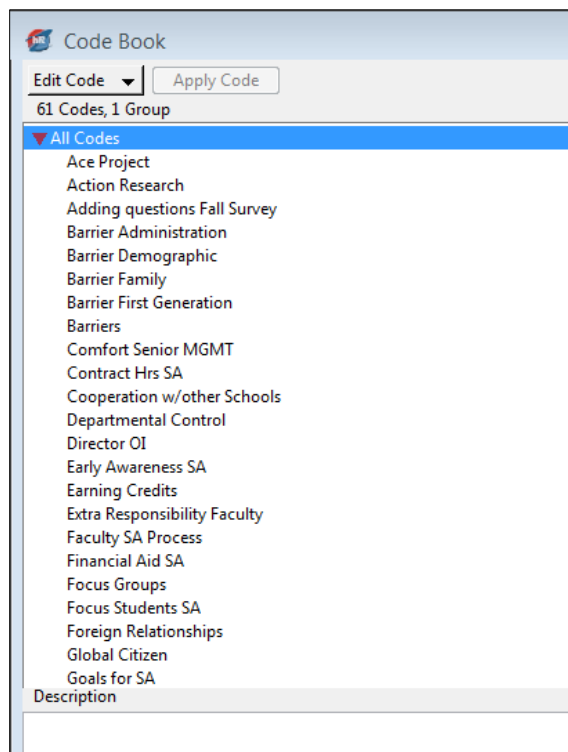 Code Book
Edit Code Apply Code
61 Codes, 1 Group
All Codes
Ace Project
Action Research
Adding questions Fall Survey
Barrier Administration
Barrier Demographic
Barrier Family
Barrier First Generation
Barriers
Comfort Senior MGMT
Contract Hrs SA
Cooperation w/other Schools
Departmental Control
Director OI
Early Awareness SA
Earning Credits
Extra Responsibility Faculty
Faculty SA Process
Financial Aid SA
Focus Groups
Focus Students SA
Foreign Relationships
Global Citizen
Goals for SA
Description